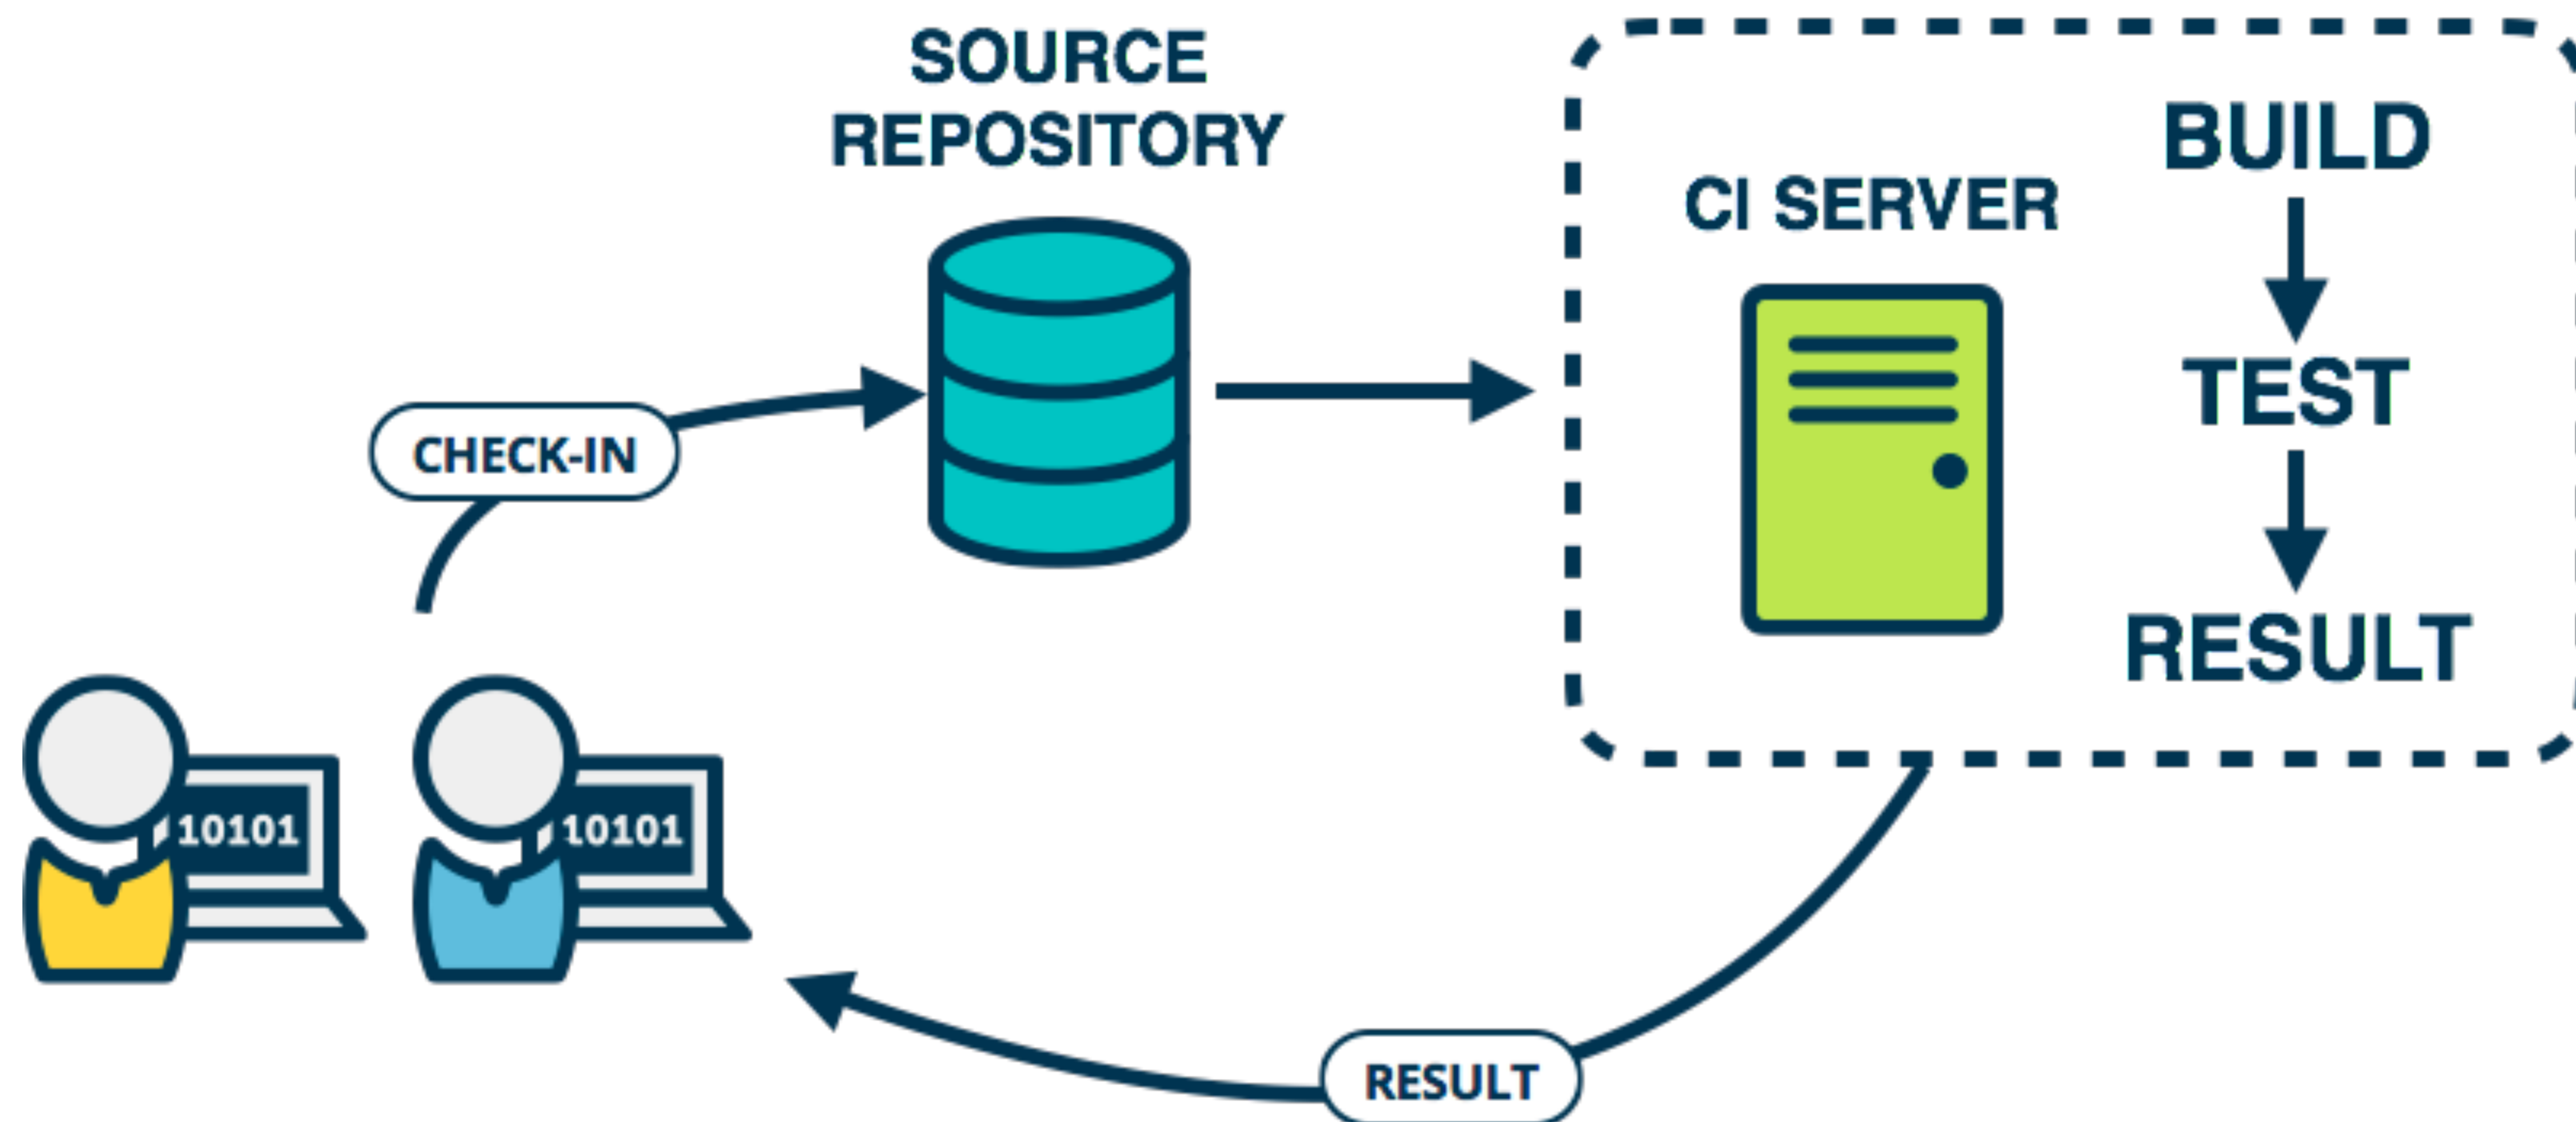 SOURCE
REPOSITORY
CI SERVER
BUILD
TEST
RESULT
CHECK-IN
10101
10101
RESULT